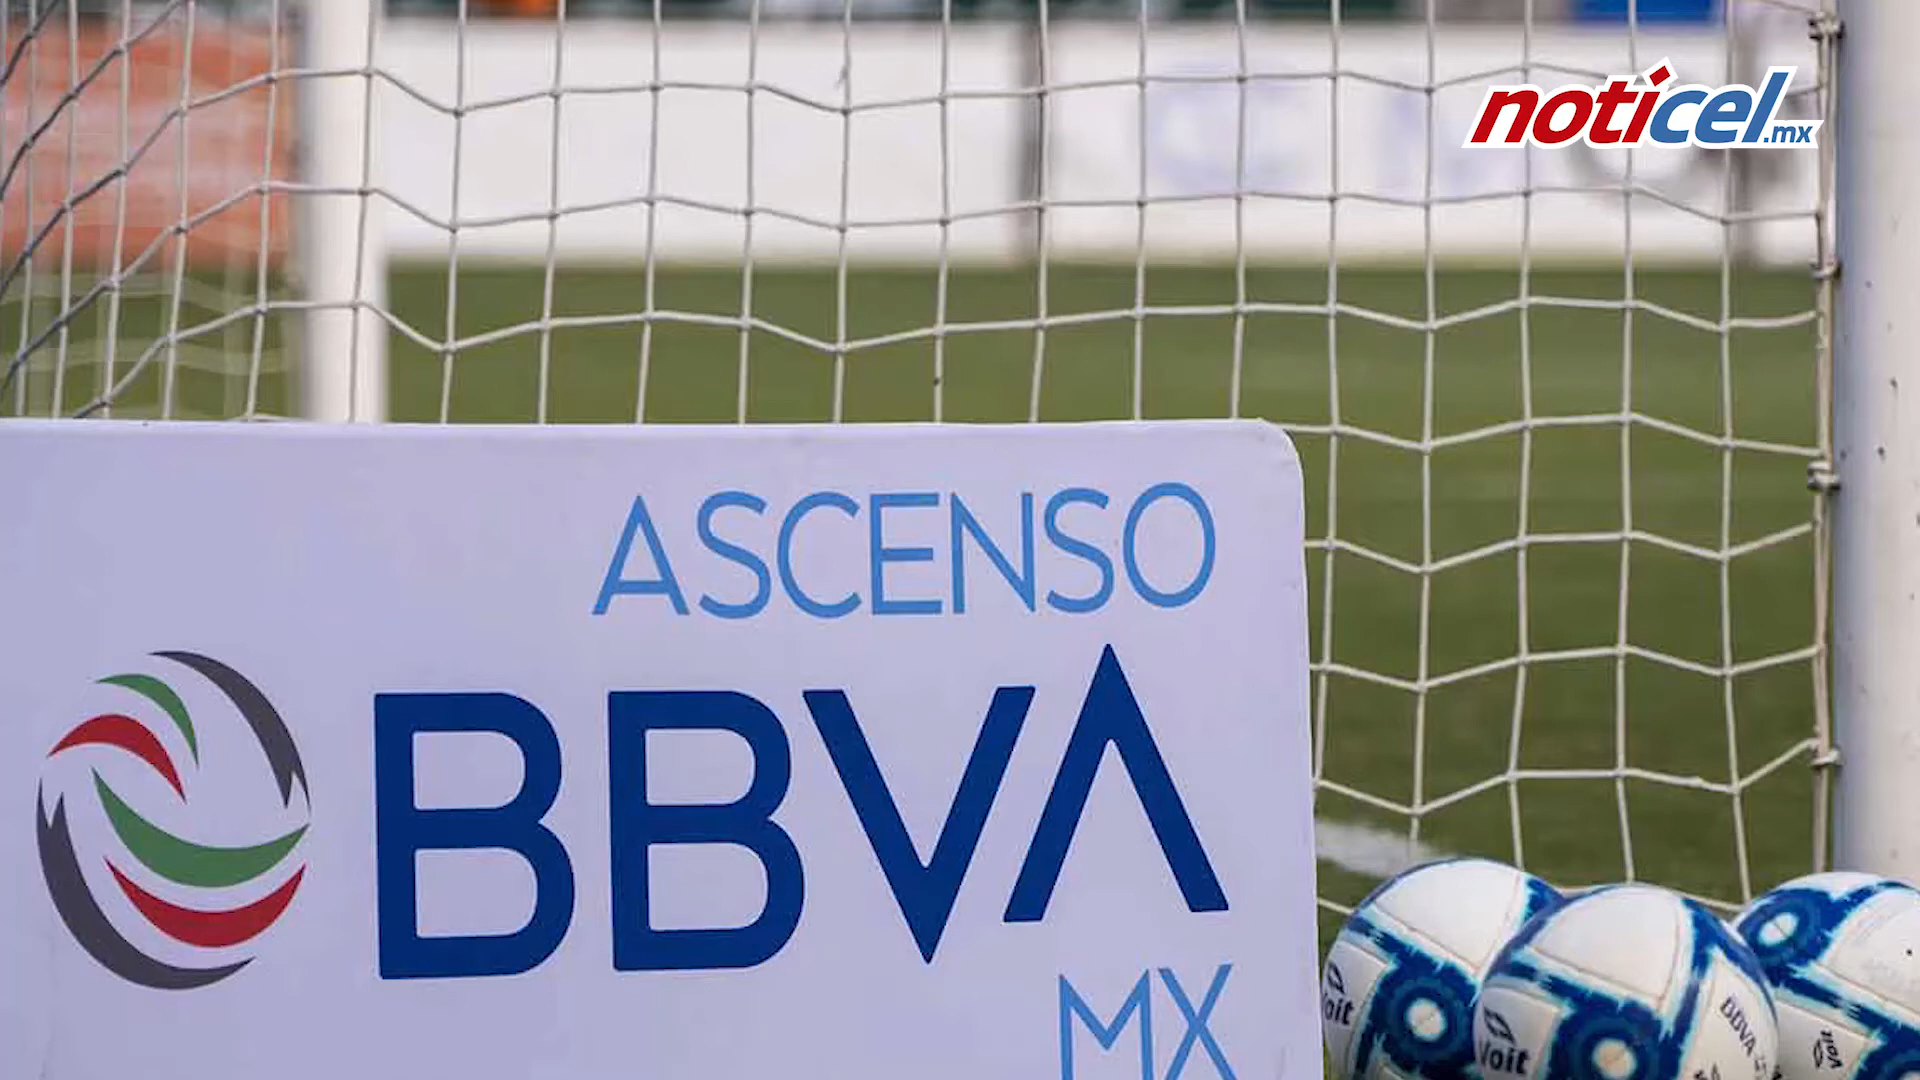 noticel.mx
ASCENSO
BBVA
MX
Voit
Voit
BBVA
Voit